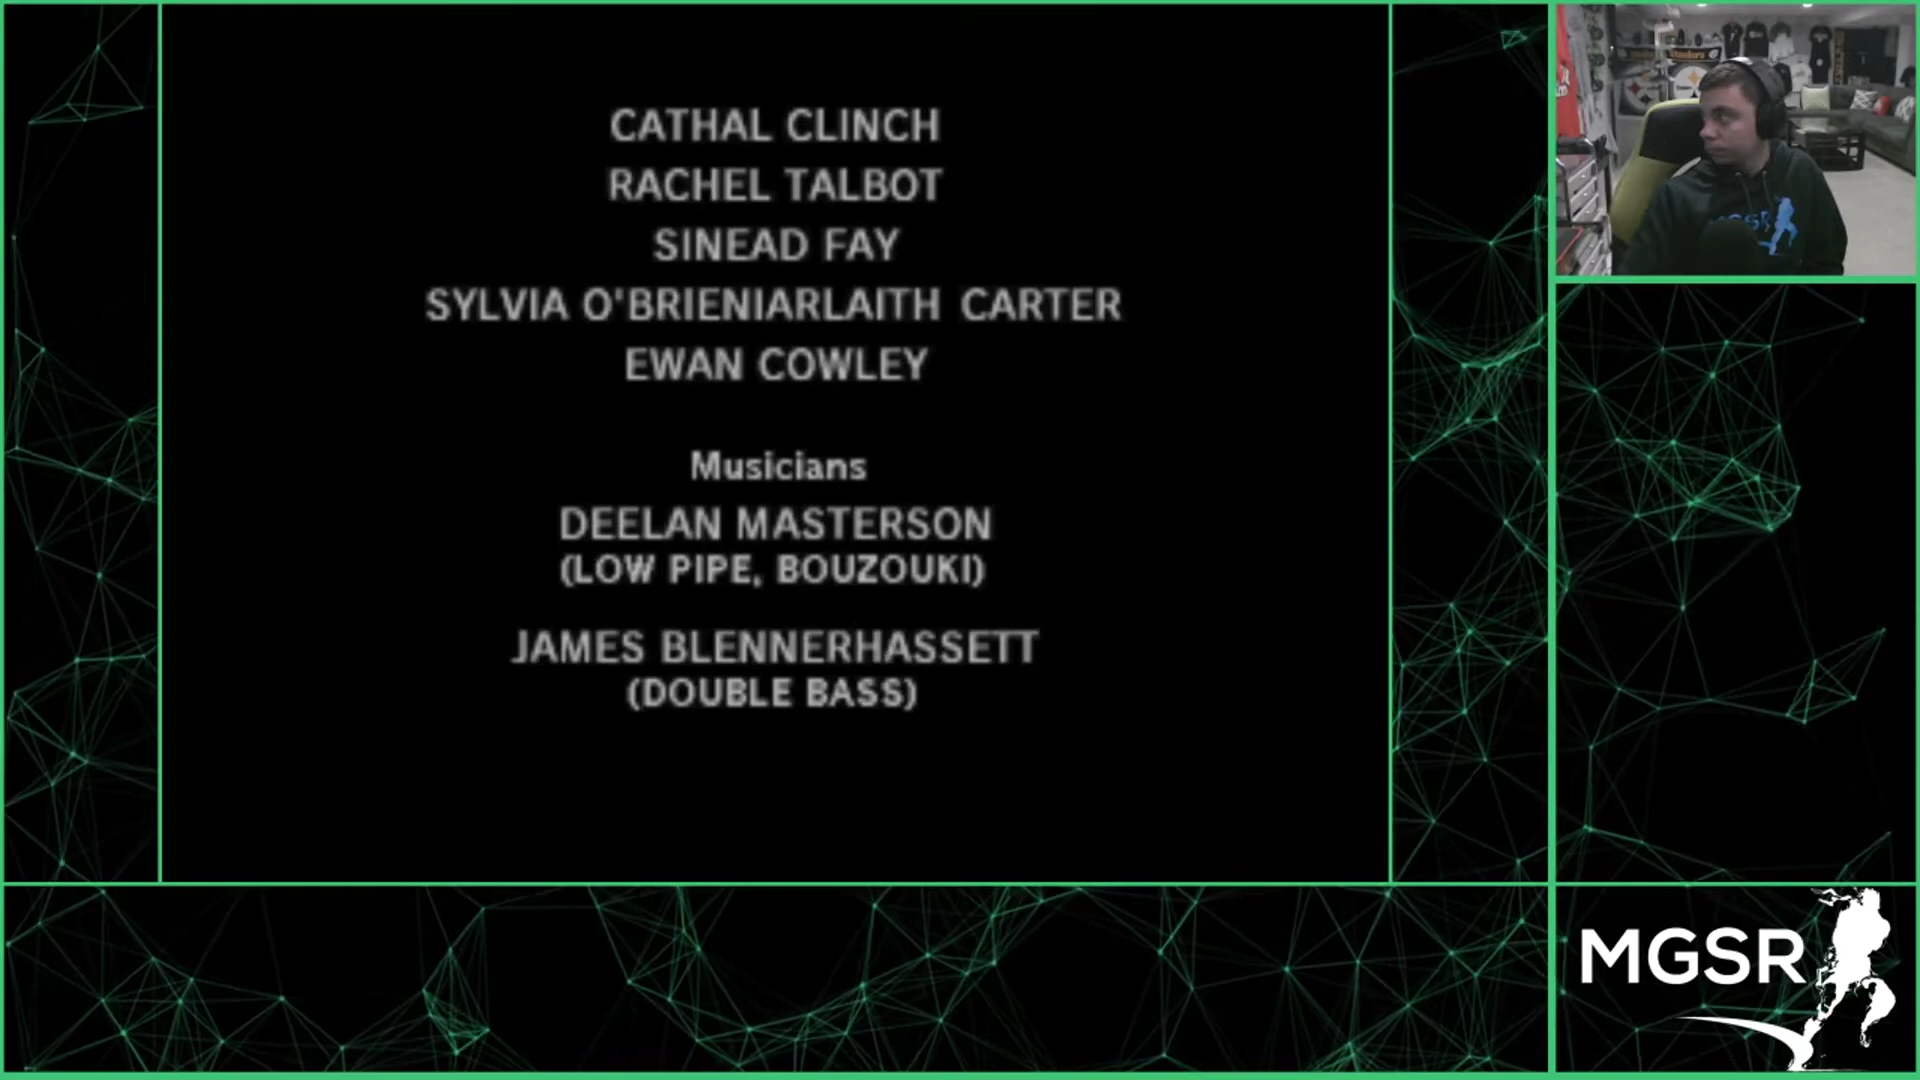 CATHAL CLINCH
RACHEL TALBOT
SINEAD FAY
SYLVIA O'BRIENIARLAITH CARTER
EWAN COWLEY
Musicians
DEELAN MASTERSON
(LOW PIPE, BOUZOUKI)
JAMES BLENNERHASSETT
(DOUBLE BASS)
MGSR
MGSR